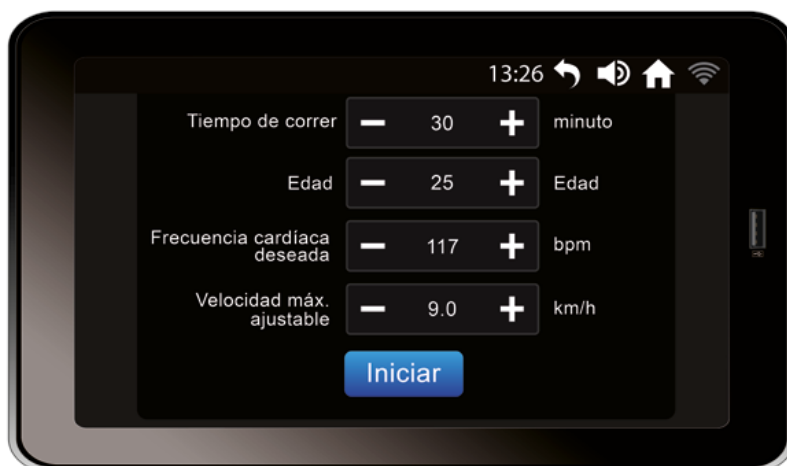 13:26
Tiempo de correr 30 minuto
Edad 25 Edad
Frecuencia cardíaca
deseada 117 bpm
Velocidad máx.
ajustable 9.0 km/h
Iniciar